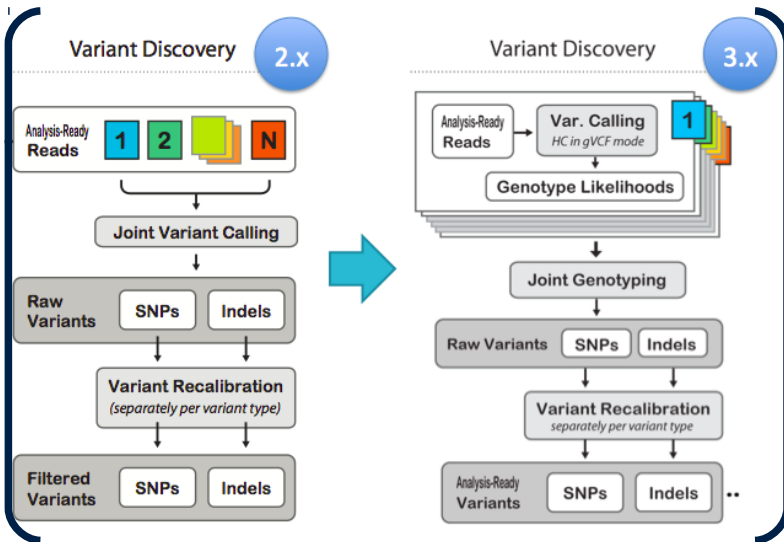 Variant Discovery
2.x
Analysis-Ready
Reads
1
2
N
Joint Variant Calling
Raw
Variants
SNPs
Indels
Variant Recalibration
(separately per variant type)
Filtered
Variants
SNPs
Indels
Variant Discovery
3.x
Analysis-Ready
Reads
Var. Calling
HC in gVCF mode
1
Genotype Likelihoods
Joint Genotyping
Raw Variants
SNPs
Indels
Variant Recalibration
separately per variant type
Analysis-Ready
Variants
SNPs
Indels
..